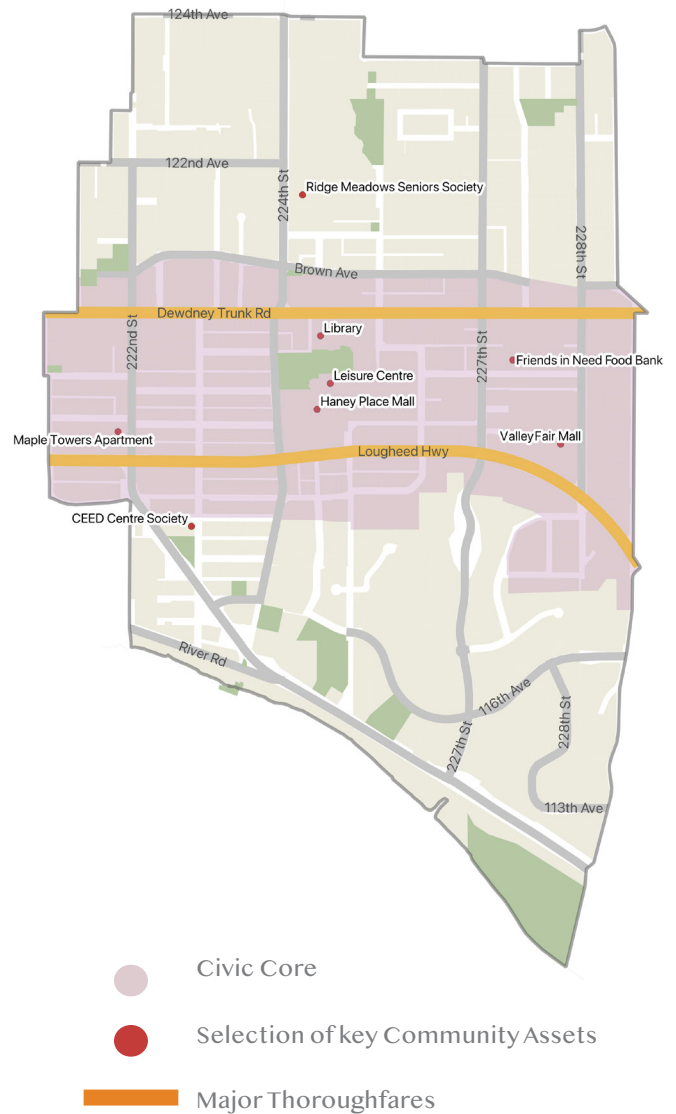 124th Ave
122nd Ave
224th St
Ridge Meadows Seniors Society
228th St
Brown Ave
Dewdney Trunk Rd
222nd St
Library
227th St
Friends in Need Food Bank
Leisure Centre
Haney Place Mall
Maple Towers Apartment
ValleyFair Mall
Lougheed Hwy
CEED Centre Society
River Rd
116th Ave
228th St
227th St
113th Ave
Civic Core
Selection of key Community Assets
Major Thoroughfares